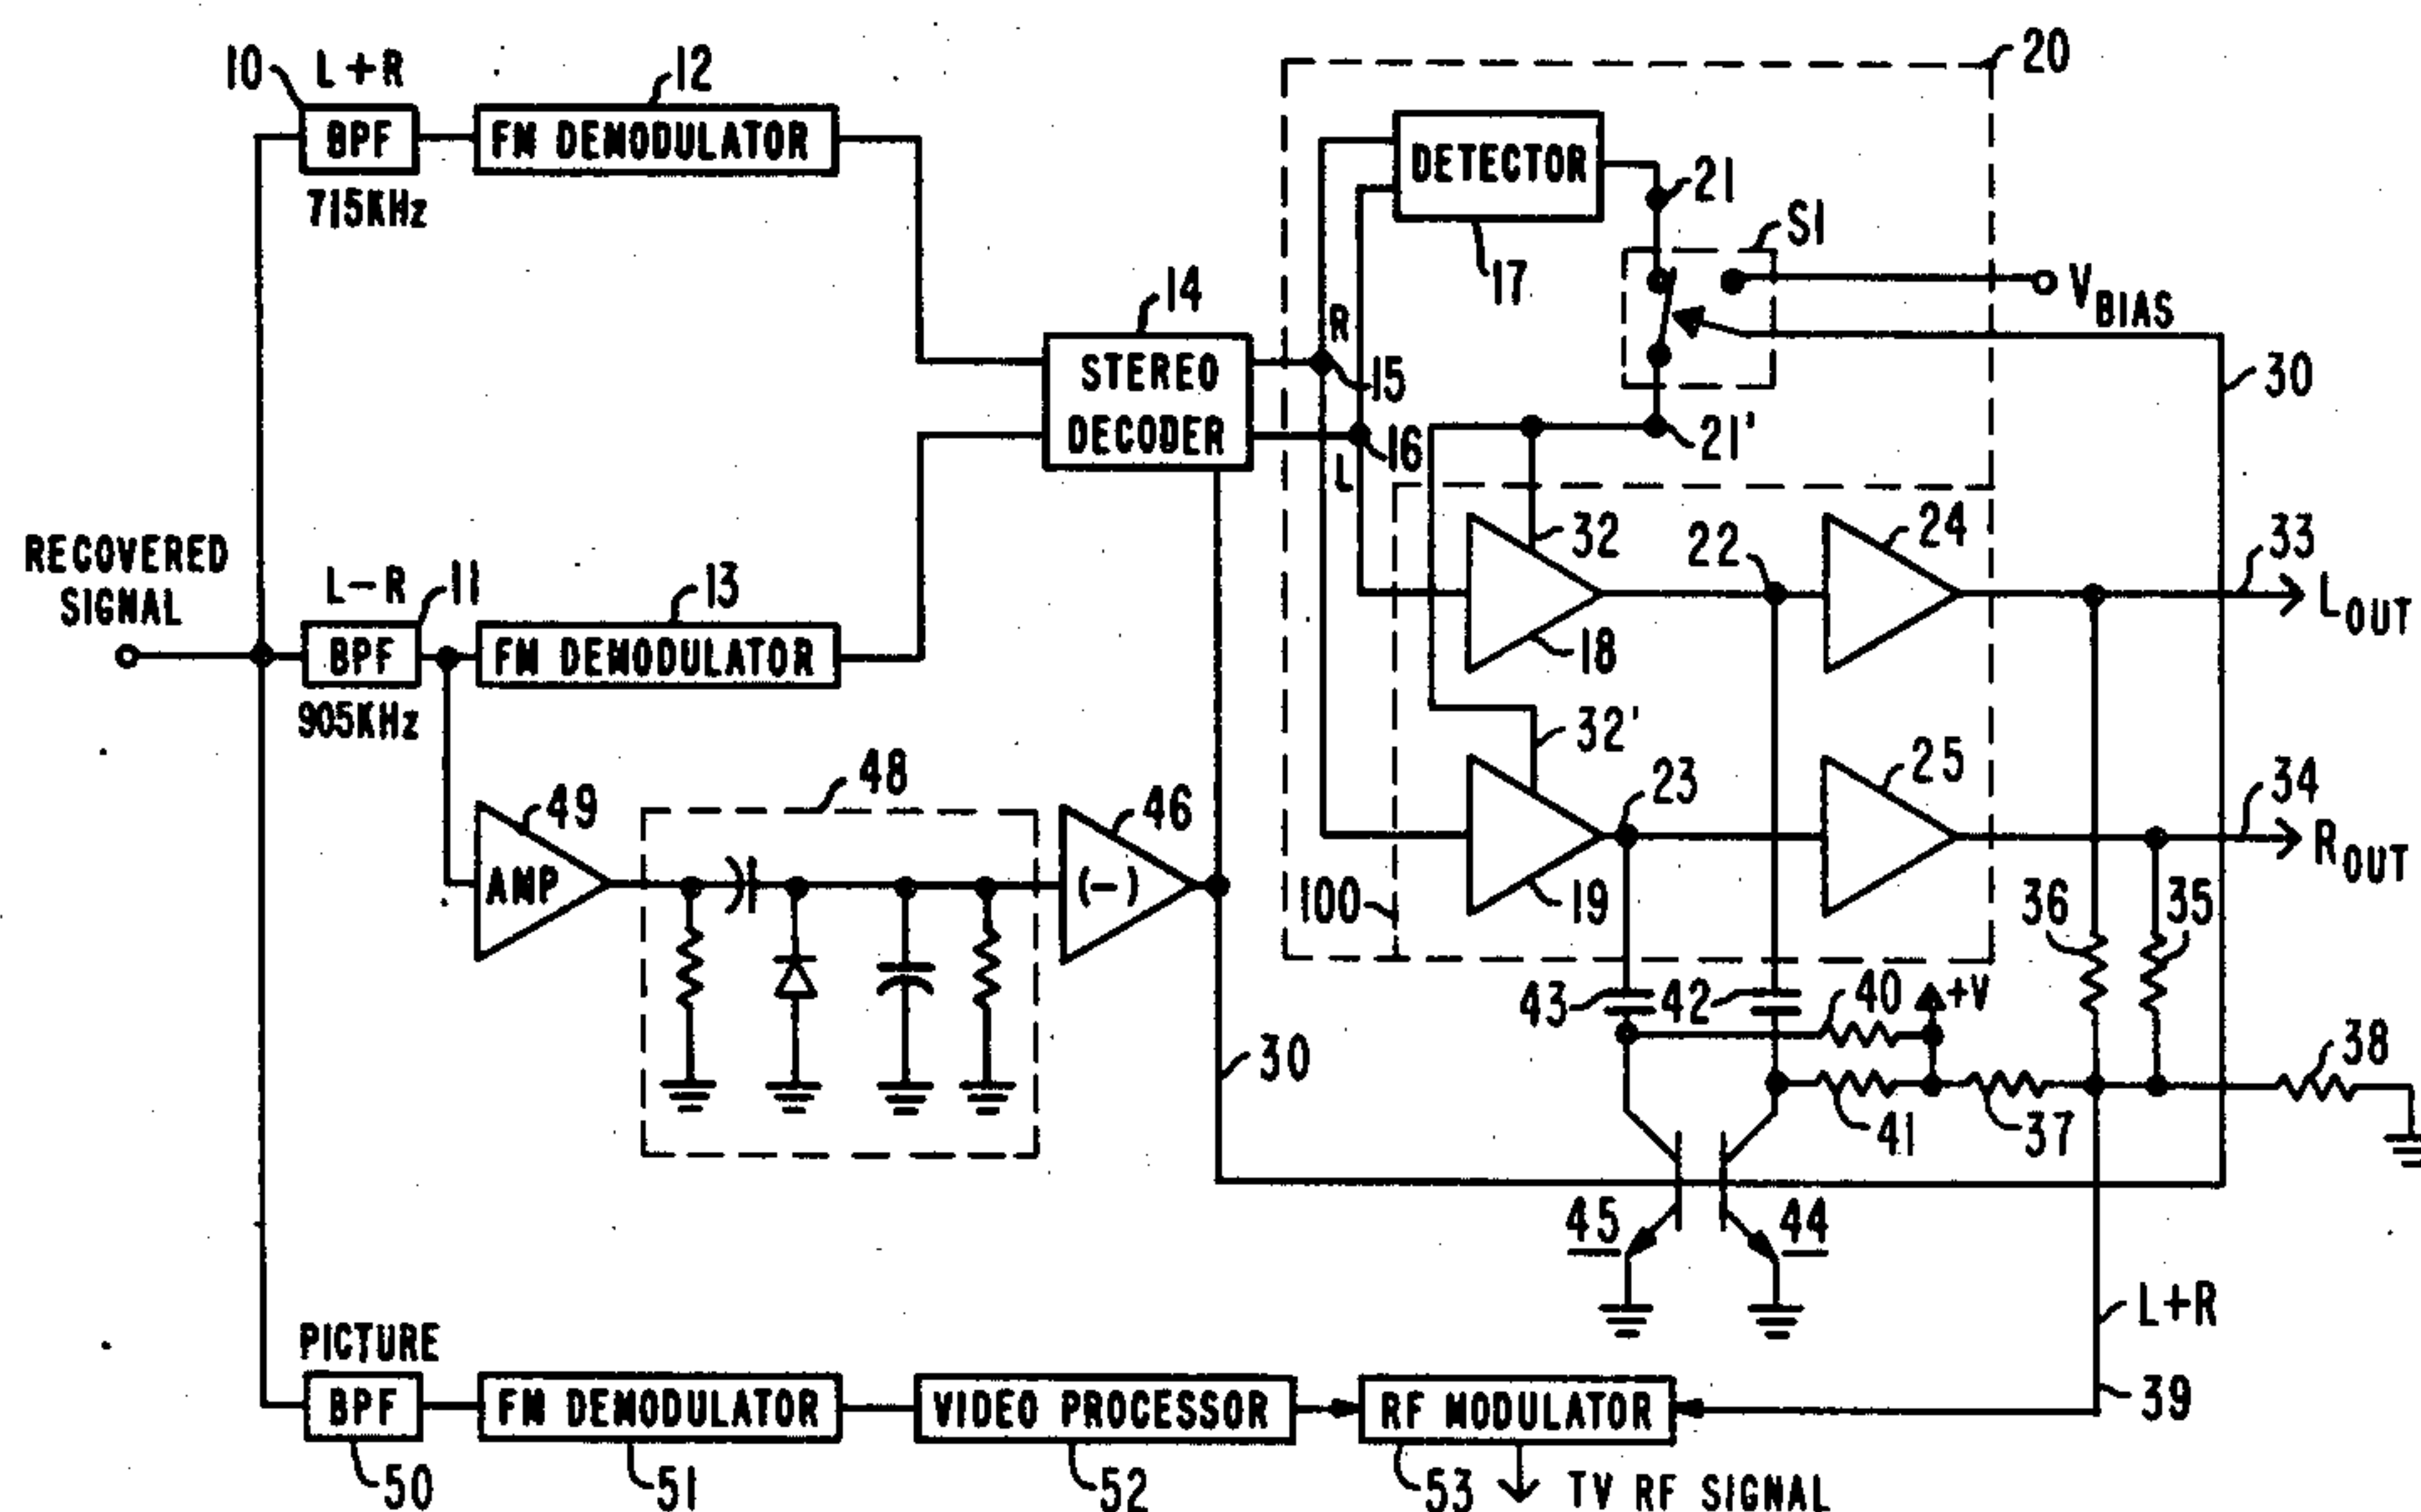 10 L+R
12
BPF
FM DEMODULATOR
715KHz
20
DETECTOR
21
S1
17
VBIAS
14
STEREO
DECODER
R
15
30
21'
16
L
RECOVERED
SIGNAL
L-R 11
13
BPF
FM DEMODULATOR
905KHz
32
22
24
33
LOUT
18
32'
49
AMP
48
46
(-)
23
25
34
ROUT
100
19
36
35
43
42
40
+V
38
30
41
37
45
44
L+R
39
PICTURE
BPF
FM DEMODULATOR
VIDEO PROCESSOR
RF MODULATOR
50
51
52
53
TV RF SIGNAL